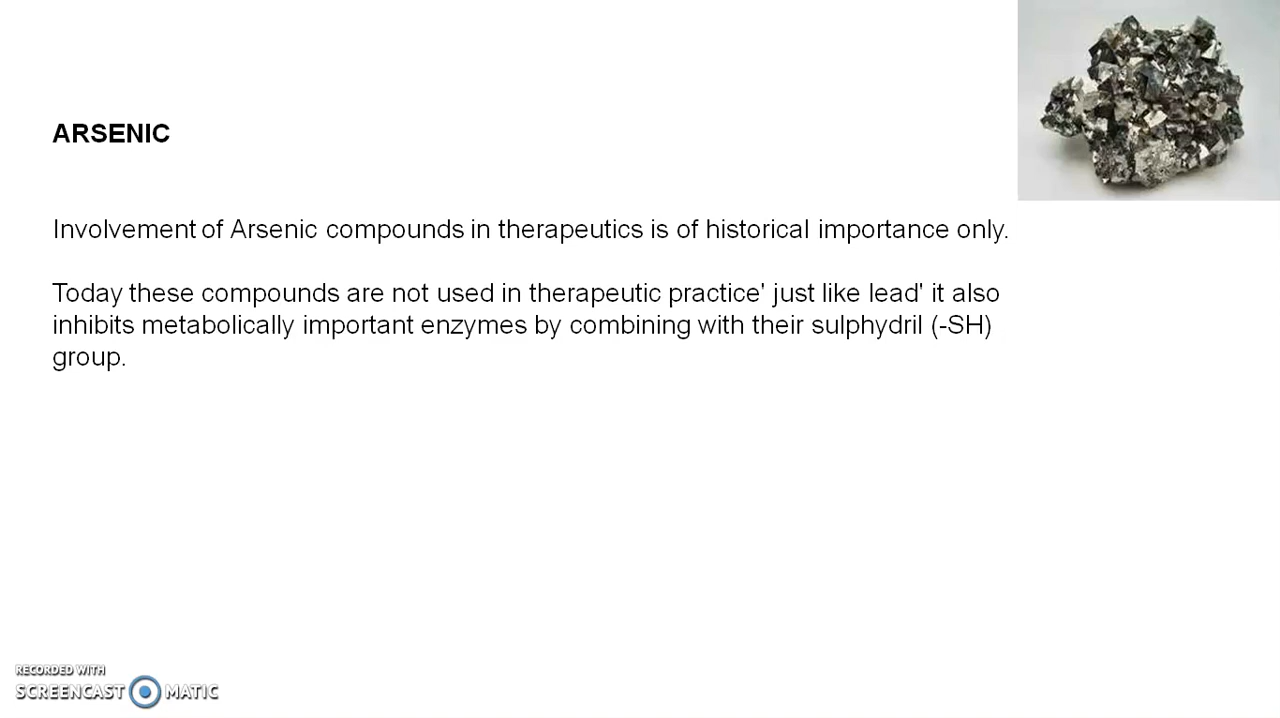 ARSENIC
Involvement of Arsenic compounds in therapeutics is of historical importance only.
Today these compounds are not used in therapeutic practice' just like lead' it also
inhibits metabolically important enzymes by combining with their sulphydril (-SH)
group.
RECORDED WITH
SCREENCAST MATIC